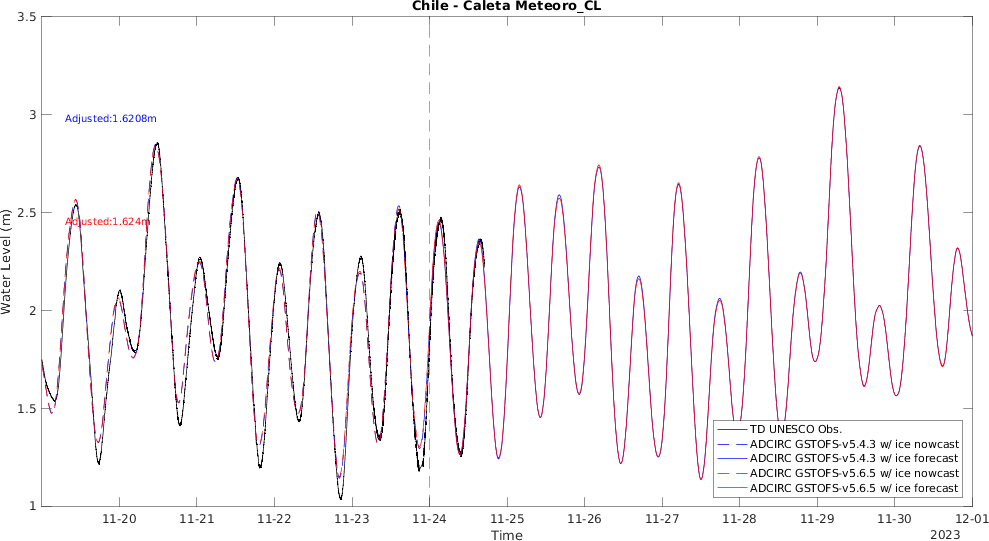 Chile - Caleta Meteoro_CL
3.5
3
2.5
2
1.5
1
Water Level (m)
Adjusted:1.6208m
Adjusted:1.624m
TD UNESCO Obs.
ADCIRC GSTOFS-v5.4.3 w/ ice nowcast
ADCIRC GSTOFS-v5.4.3 w/ ice forecast
ADCIRC GSTOFS-v5.6.5 w/ ice nowcast
ADCIRC GSTOFS-v5.6.5 w/ ice forecast
11-20 11-21 11-22 11-23 11-24 11-25 11-26 11-27 11-28 11-29 11-30 12-01
Time
2023